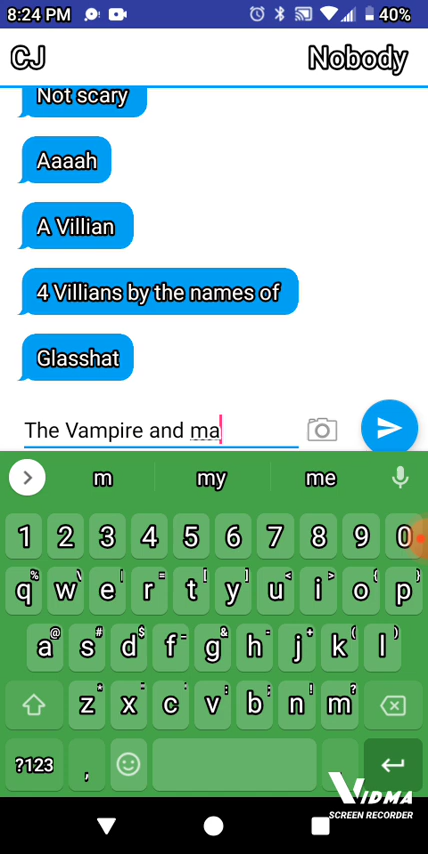 8:24 PM 40%
CJ Nobody
Not scary
Aaaah
A Villian
4 Villians by the names of
Glasshat
The Vampire and ma
m my me
1 2 3 4 5 6 7 8 9 0
q w e r t y u i o p
a s d f g h j k l
z x c v b n m
?123 ,
VIDMA
SCREEN RECORDER